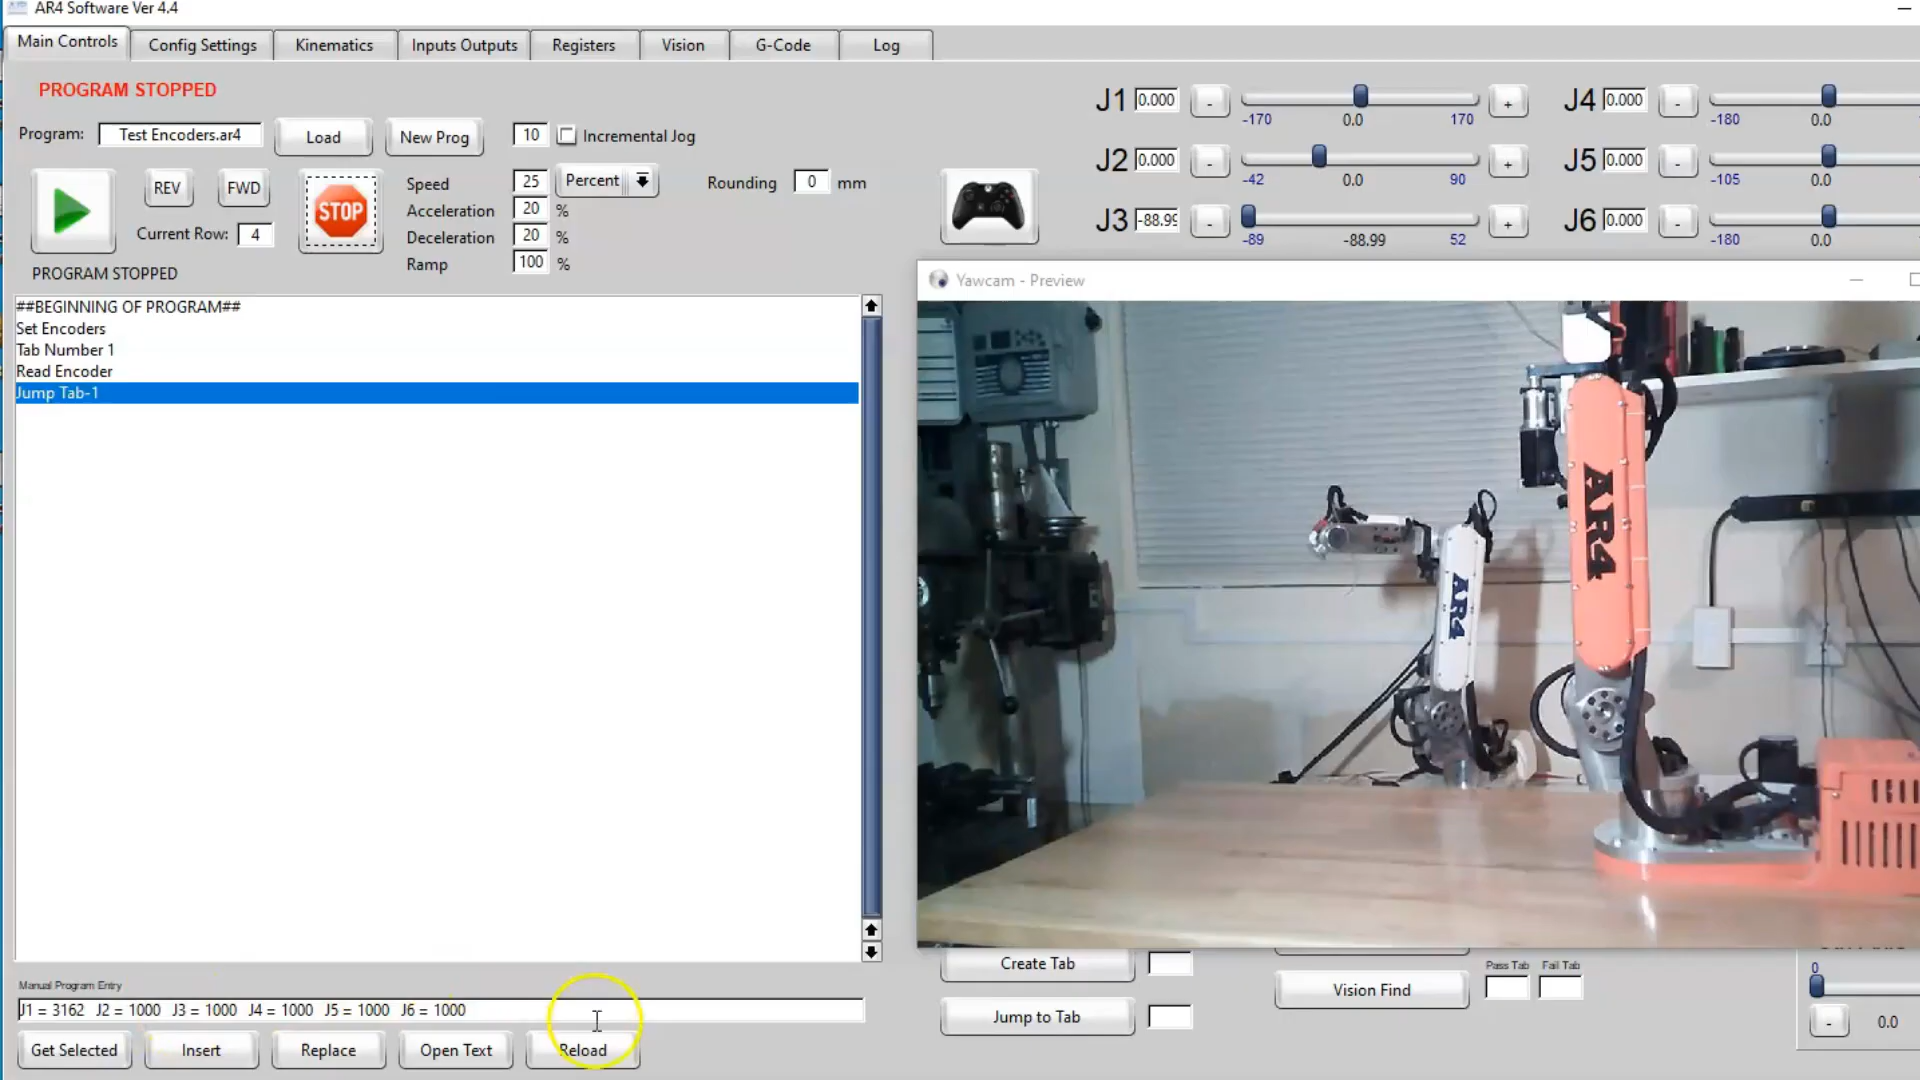 AR4 Software Ver 4.4
Main Controls
Config Settings
Kinematics
Inputs Outputs
Registers
Vision
G-Code
Log
PROGRAM STOPPED
Program:
Test Encoders.ar4
Load
New Prog
10
Incremental Jog
REV
FWD
STOP
Current Row:
4
PROGRAM STOPPED
Speed
25
Percent
Acceleration
20
%
Deceleration
20
%
Ramp
100
%
Rounding
0
mm
J1
0.000
-
+
-170
0.0
170
J2
0.000
-
+
-42
0.0
90
J3
-88.99
-
+
-89
-88.99
52
J4
0.000
-
-180
0.0
J5
0.000
-
-105
0.0
J6
0.000
-
-180
0.0
##BEGINNING OF PROGRAM##
Set Encoders
Tab Number 1
Read Encoder
Jump Tab-1
Yawcam - Preview
AR4
AR4
Manual Program Entry
J1 = 3162 J2 = 1000 J3 = 1000 J4 = 1000 J5 = 1000 J6 = 1000
Get Selected
Insert
Replace
Open Text
Reload
Create Tab
Jump to Tab
Vision Find
Pass Tab
Fail Tab
0
-
0.0